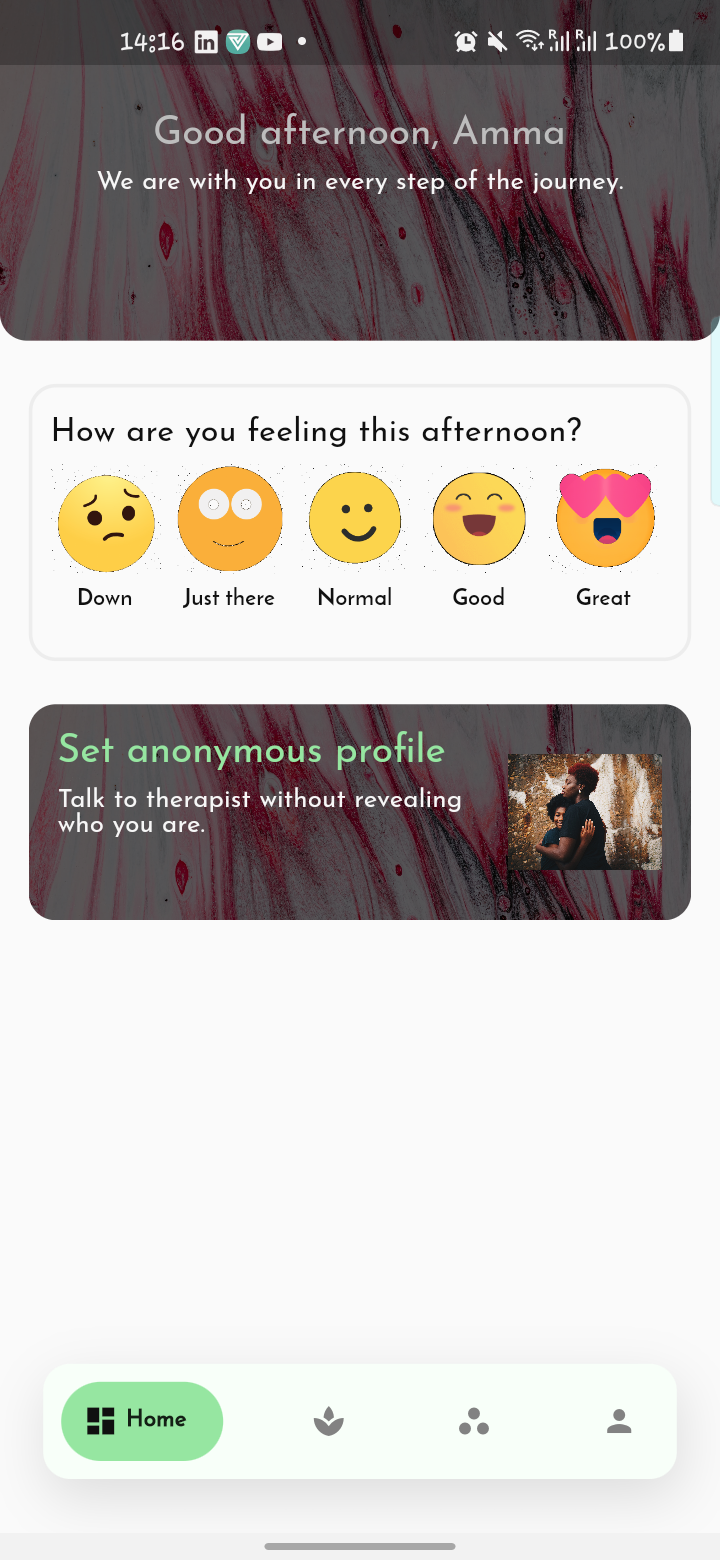 14:16
100%
Good afternoon, Amma
We are with you in every step of the journey.
How are you feeling this afternoon?
Down Just there Normal Good Great
Set anonymous profile
Talk to therapist without revealing
who you are.
Home